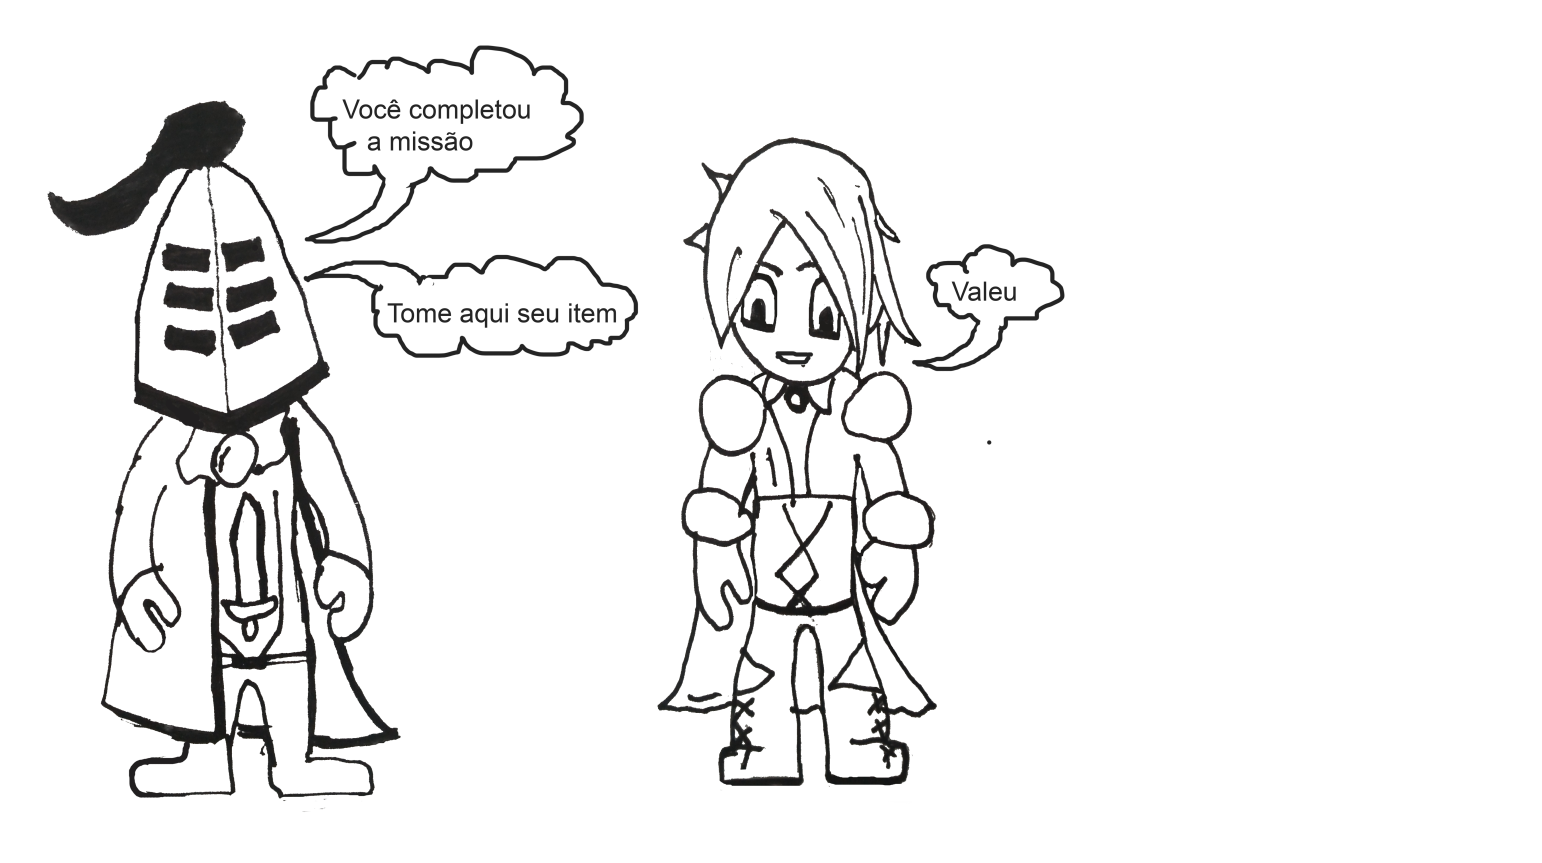 Você completou
a missão
Tome aqui seu item
Valeu